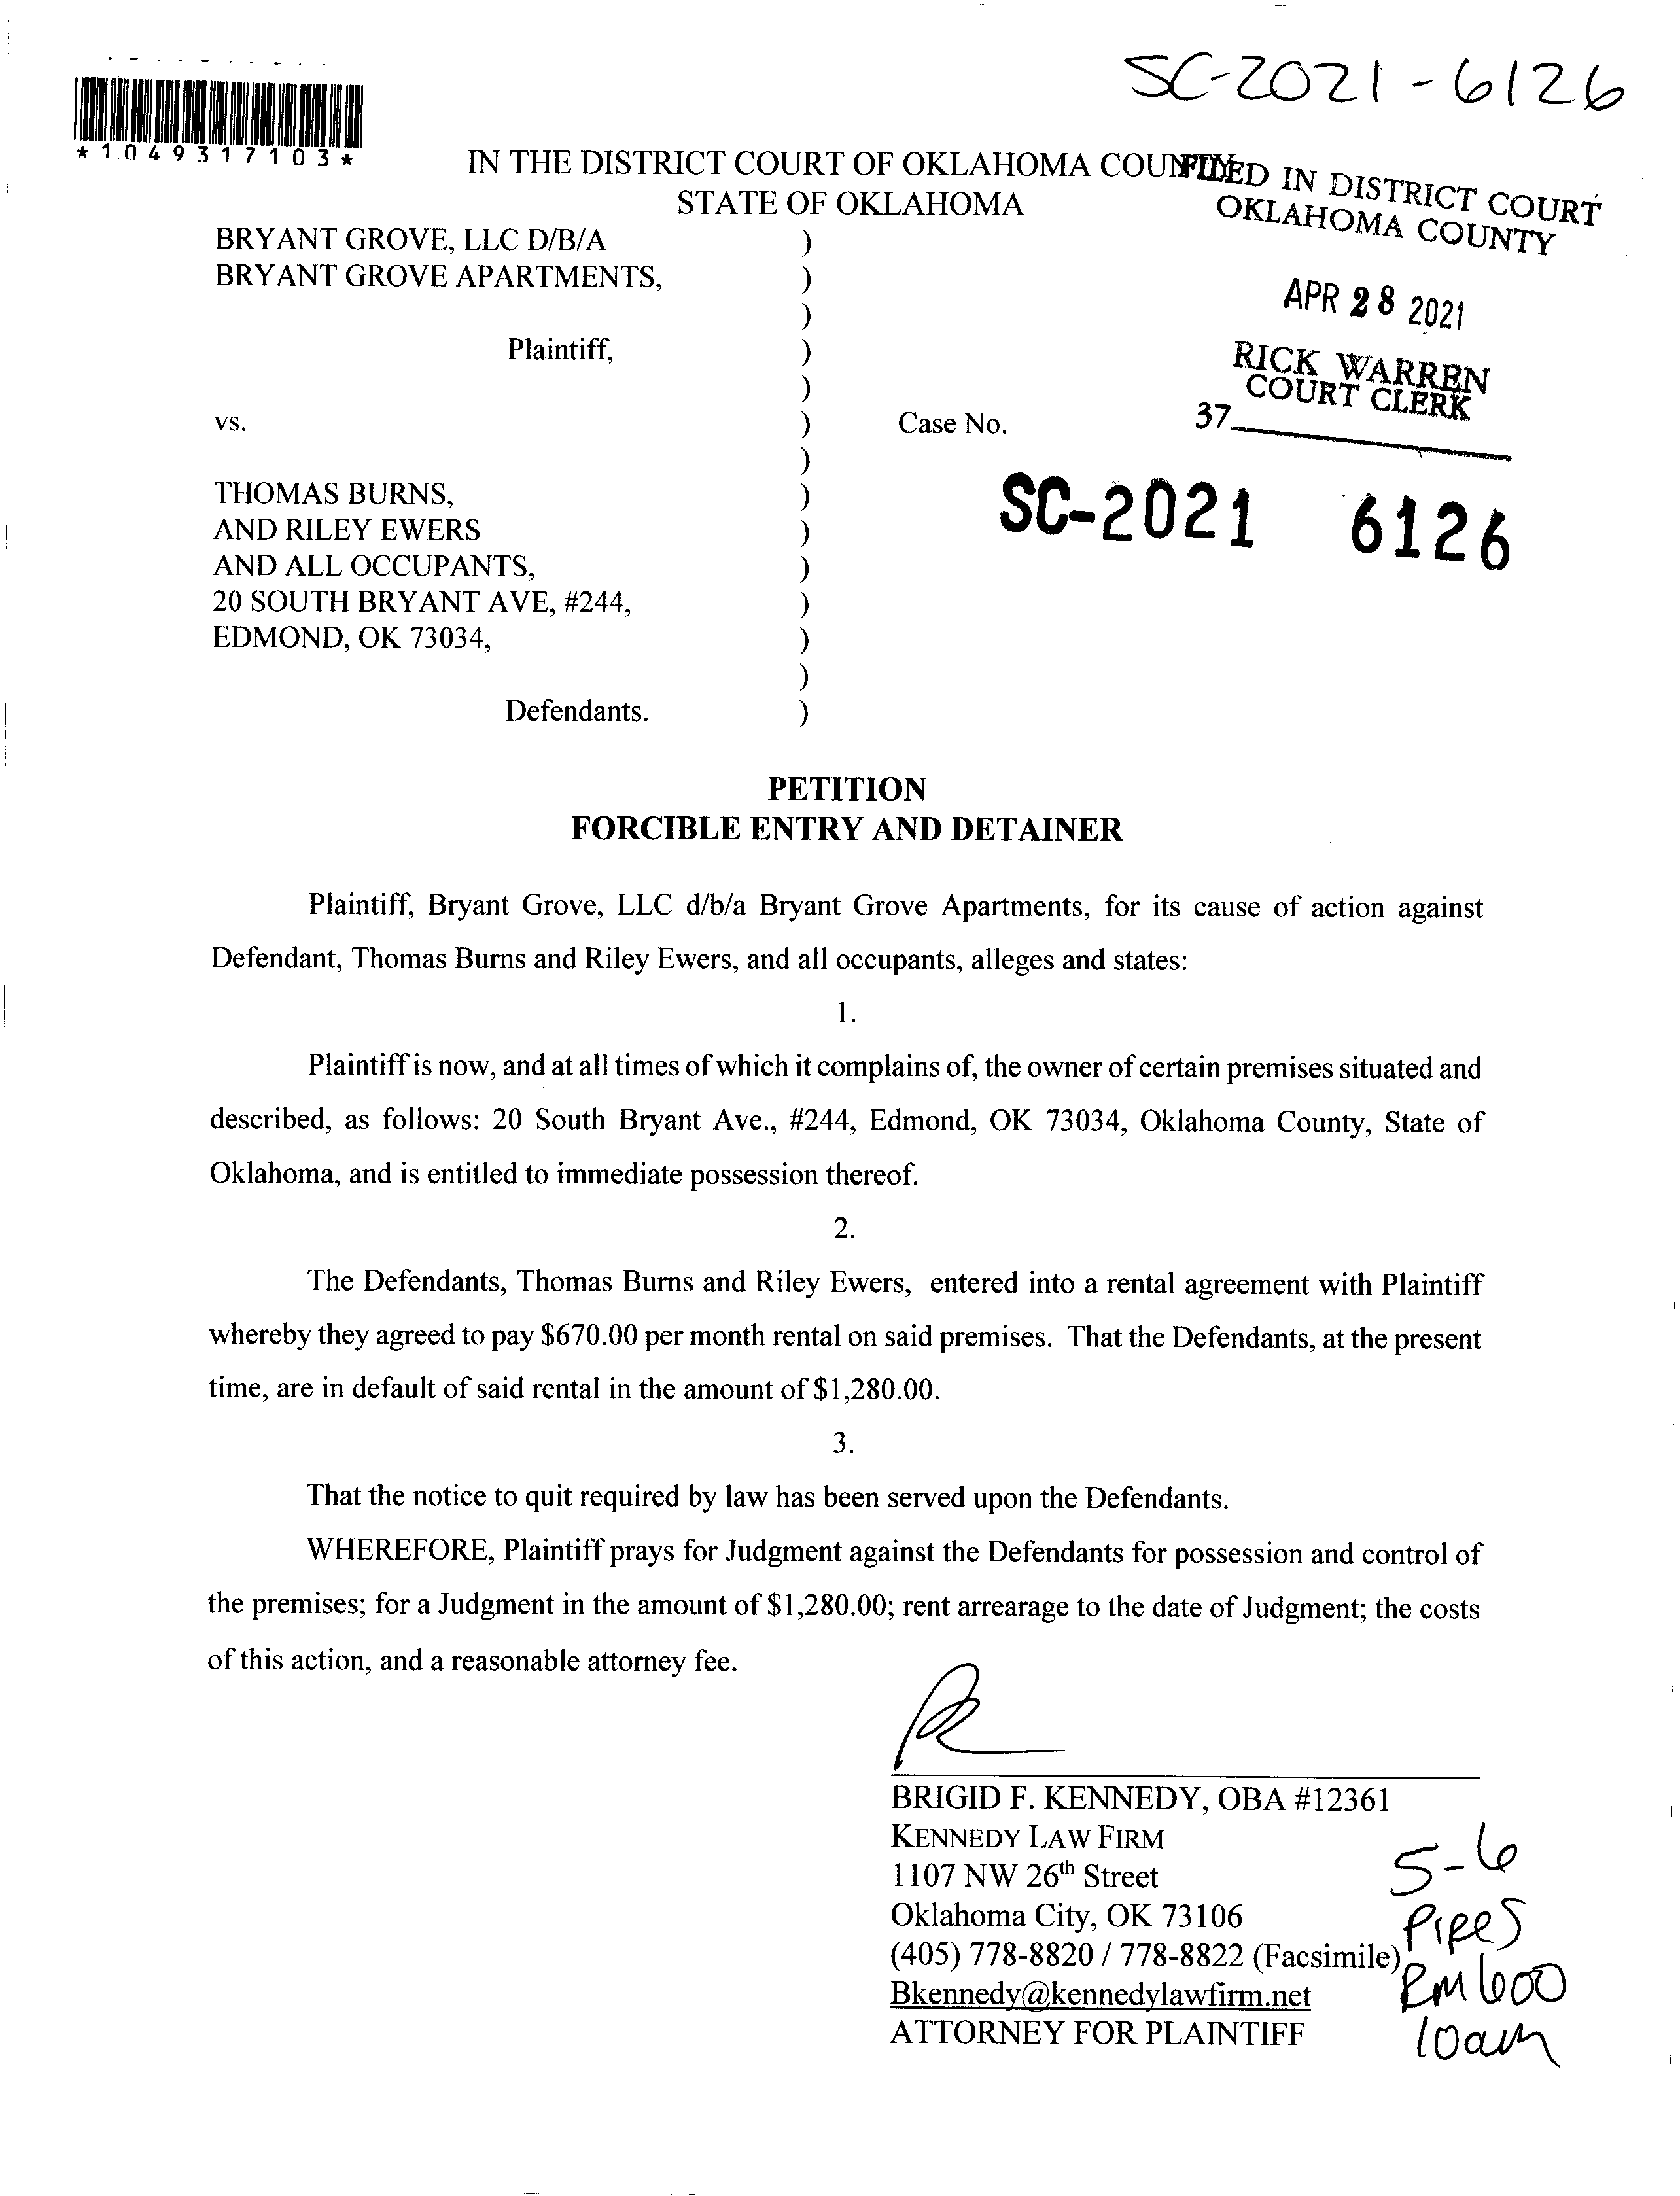 SC-2021-6126
*1049317103*
IN THE DISTRICT COURT OF OKLAHOMA COUNTY
STATE OF OKLAHOMA
FILED IN DISTRICT COURT
OKLAHOMA COUNTY
APR 28 2021
RICK WARREN
COURT CLERK
37
BRYANT GROVE, LLC D/B/A )
BRYANT GROVE APARTMENTS, )
)
Plaintiff, )
)
vs. ) Case No.
)
THOMAS BURNS, ) SC-2021 6126
AND RILEY EWERS )
AND ALL OCCUPANTS, )
20 SOUTH BRYANT AVE, #244, )
EDMOND, OK 73034, )
)
Defendants. )
PETITION
FORCIBLE ENTRY AND DETAINER
Plaintiff, Bryant Grove, LLC d/b/a Bryant Grove Apartments, for its cause of action against
Defendant, Thomas Burns and Riley Ewers, and all occupants, alleges and states:
1.
Plaintiff is now, and at all times of which it complains of, the owner of certain premises situated and
described, as follows: 20 South Bryant Ave., #244, Edmond, OK 73034, Oklahoma County, State of
Oklahoma, and is entitled to immediate possession thereof.
2.
The Defendants, Thomas Burns and Riley Ewers, entered into a rental agreement with Plaintiff
whereby they agreed to pay $670.00 per month rental on said premises. That the Defendants, at the present
time, are in default of said rental in the amount of $1,280.00.
3.
That the notice to quit required by law has been served upon the Defendants.
WHEREFORE, Plaintiff prays for Judgment against the Defendants for possession and control of
the premises; for a Judgment in the amount of $1,280.00; rent arrearage to the date of Judgment; the costs
of this action, and a reasonable attorney fee.
BRIGID F. KENNEDY, OBA #12361
KENNEDY LAW FIRM
1107 NW 26th Street
Oklahoma City, OK 73106
(405) 778-8820 / 778-8822 (Facsimile)
Bkennedy@kennedylawfirm.net
ATTORNEY FOR PLAINTIFF
5-6
Pipes
RM 600
10am